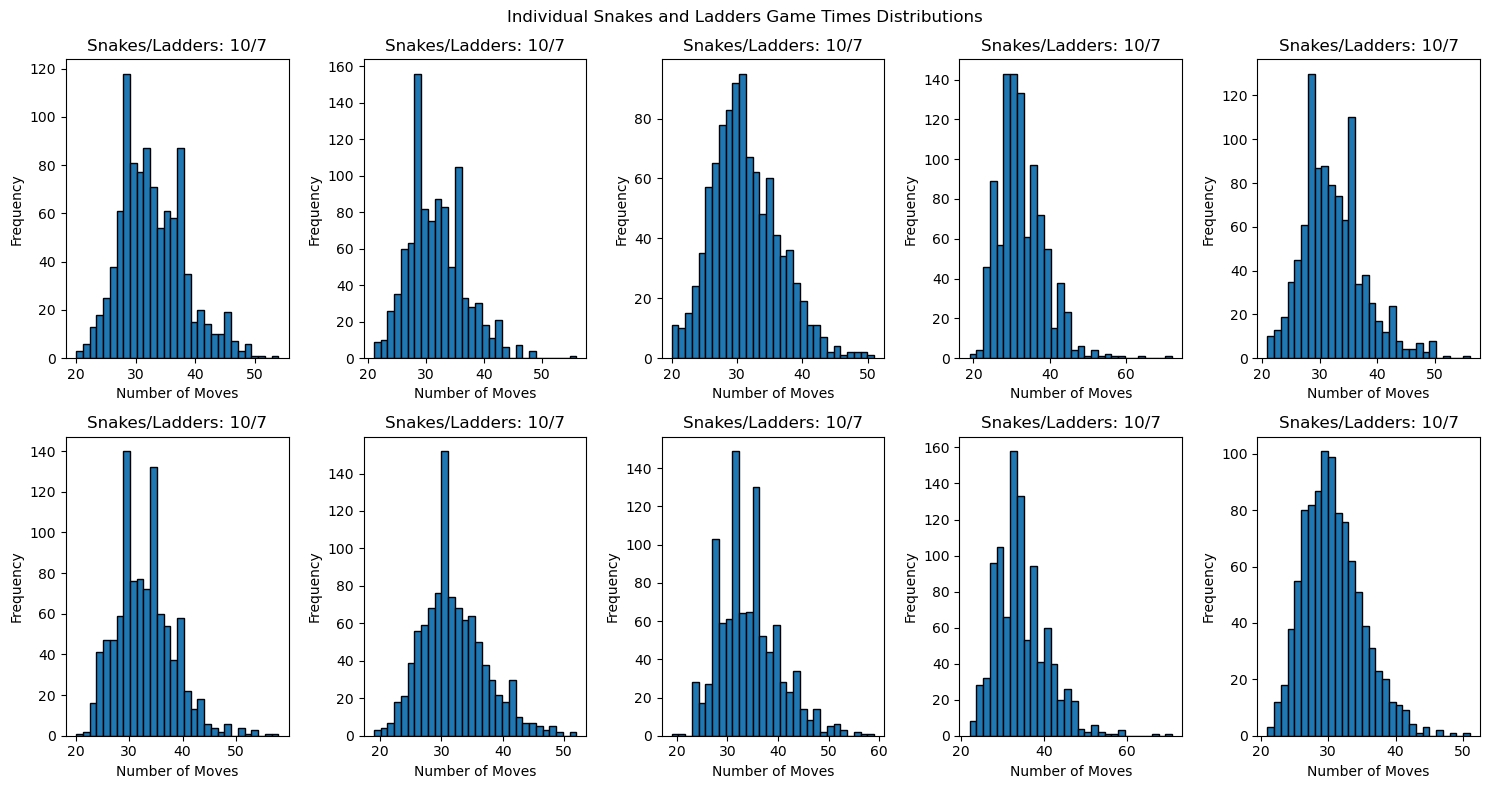 Individual Snakes and Ladders Game Times Distributions
Snakes/Ladders: 10/7
Snakes/Ladders: 10/7
Snakes/Ladders: 10/7
Snakes/Ladders: 10/7
Snakes/Ladders: 10/7
Frequency
120
100
80
60
40
20
0
20 30 40 50
Number of Moves
Frequency
160
140
120
100
80
60
40
20
0
20 30 40 50
Number of Moves
Frequency
80
60
40
20
0
20 30 40 50
Number of Moves
Frequency
140
120
100
80
60
40
20
0
20 40 60
Number of Moves
Frequency
120
100
80
60
40
20
0
20 30 40 50
Number of Moves
Snakes/Ladders: 10/7
Snakes/Ladders: 10/7
Snakes/Ladders: 10/7
Snakes/Ladders: 10/7
Snakes/Ladders: 10/7
Frequency
140
120
100
80
60
40
20
0
20 30 40 50
Number of Moves
Frequency
140
120
100
80
60
40
20
0
20 30 40 50
Number of Moves
Frequency
140
120
100
80
60
40
20
0
20 30 40 50 60
Number of Moves
Frequency
160
140
120
100
80
60
40
20
0
20 40 60
Number of Moves
Frequency
100
80
60
40
20
0
20 30 40 50
Number of Moves